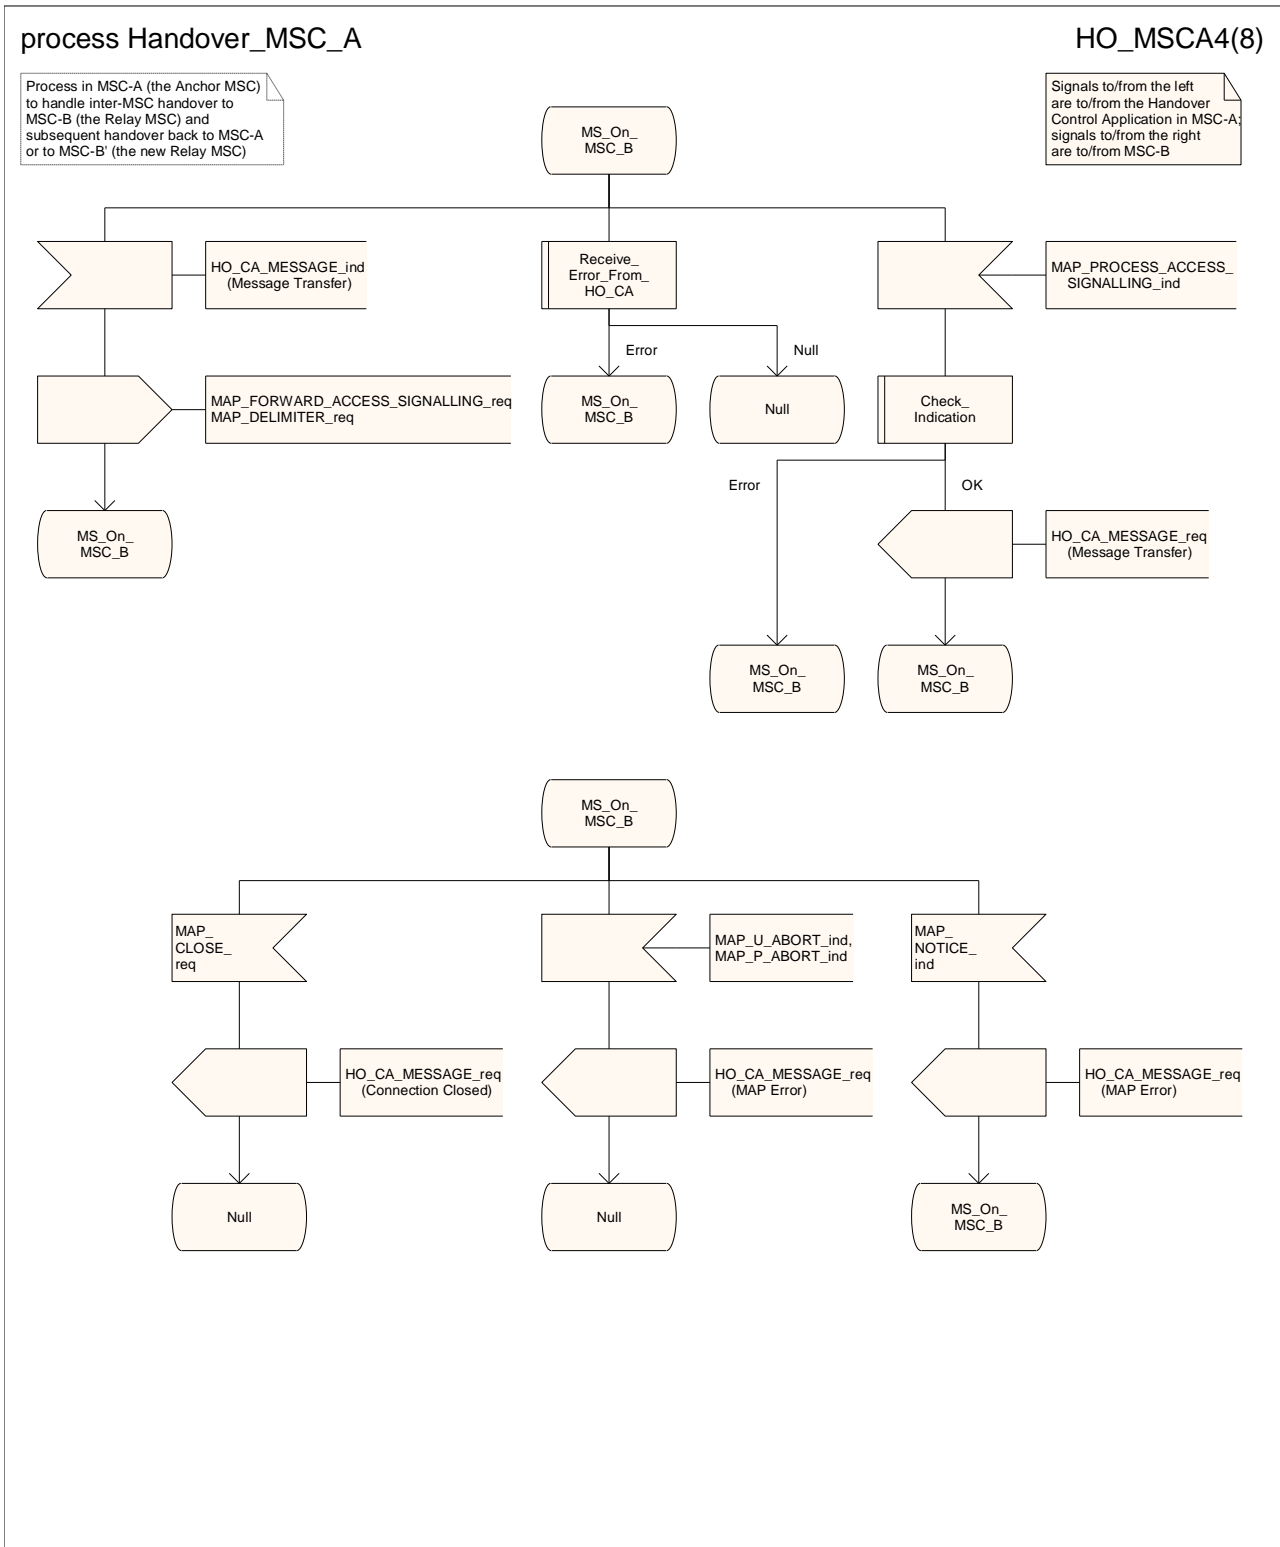 process Handover_MSC_A
HO_MSCA4(8)
Process in MSC-A (the Anchor MSC)
to handle inter-MSC handover to
MSC-B (the Relay MSC) and
subsequent handover back to MSC-A
or to MSC-B' (the new Relay MSC)
Signals to/from the left
are to/from the Handover
Control Application in MSC-A;
signals to/from the right
are to/from MSC-B
MS_On_
MSC_B
HO_CA_MESSAGE_ind
(Message Transfer)
Receive_
Error_From_
HO_CA
MAP_PROCESS_ACCESS_
SIGNALLING_ind
Error
Null
MAP_FORWARD_ACCESS_SIGNALLING_req
MAP_DELIMITER_req
MS_On_
MSC_B
Null
Check_
Indication
Error
OK
MS_On_
MSC_B
HO_CA_MESSAGE_req
(Message Transfer)
MS_On_
MSC_B
MS_On_
MSC_B
MS_On_
MSC_B
MAP_
CLOSE_
req
MAP_U_ABORT_ind,
MAP_P_ABORT_ind
MAP_
NOTICE_
ind
HO_CA_MESSAGE_req
(Connection Closed)
HO_CA_MESSAGE_req
(MAP Error)
HO_CA_MESSAGE_req
(MAP Error)
Null
Null
MS_On_
MSC_B